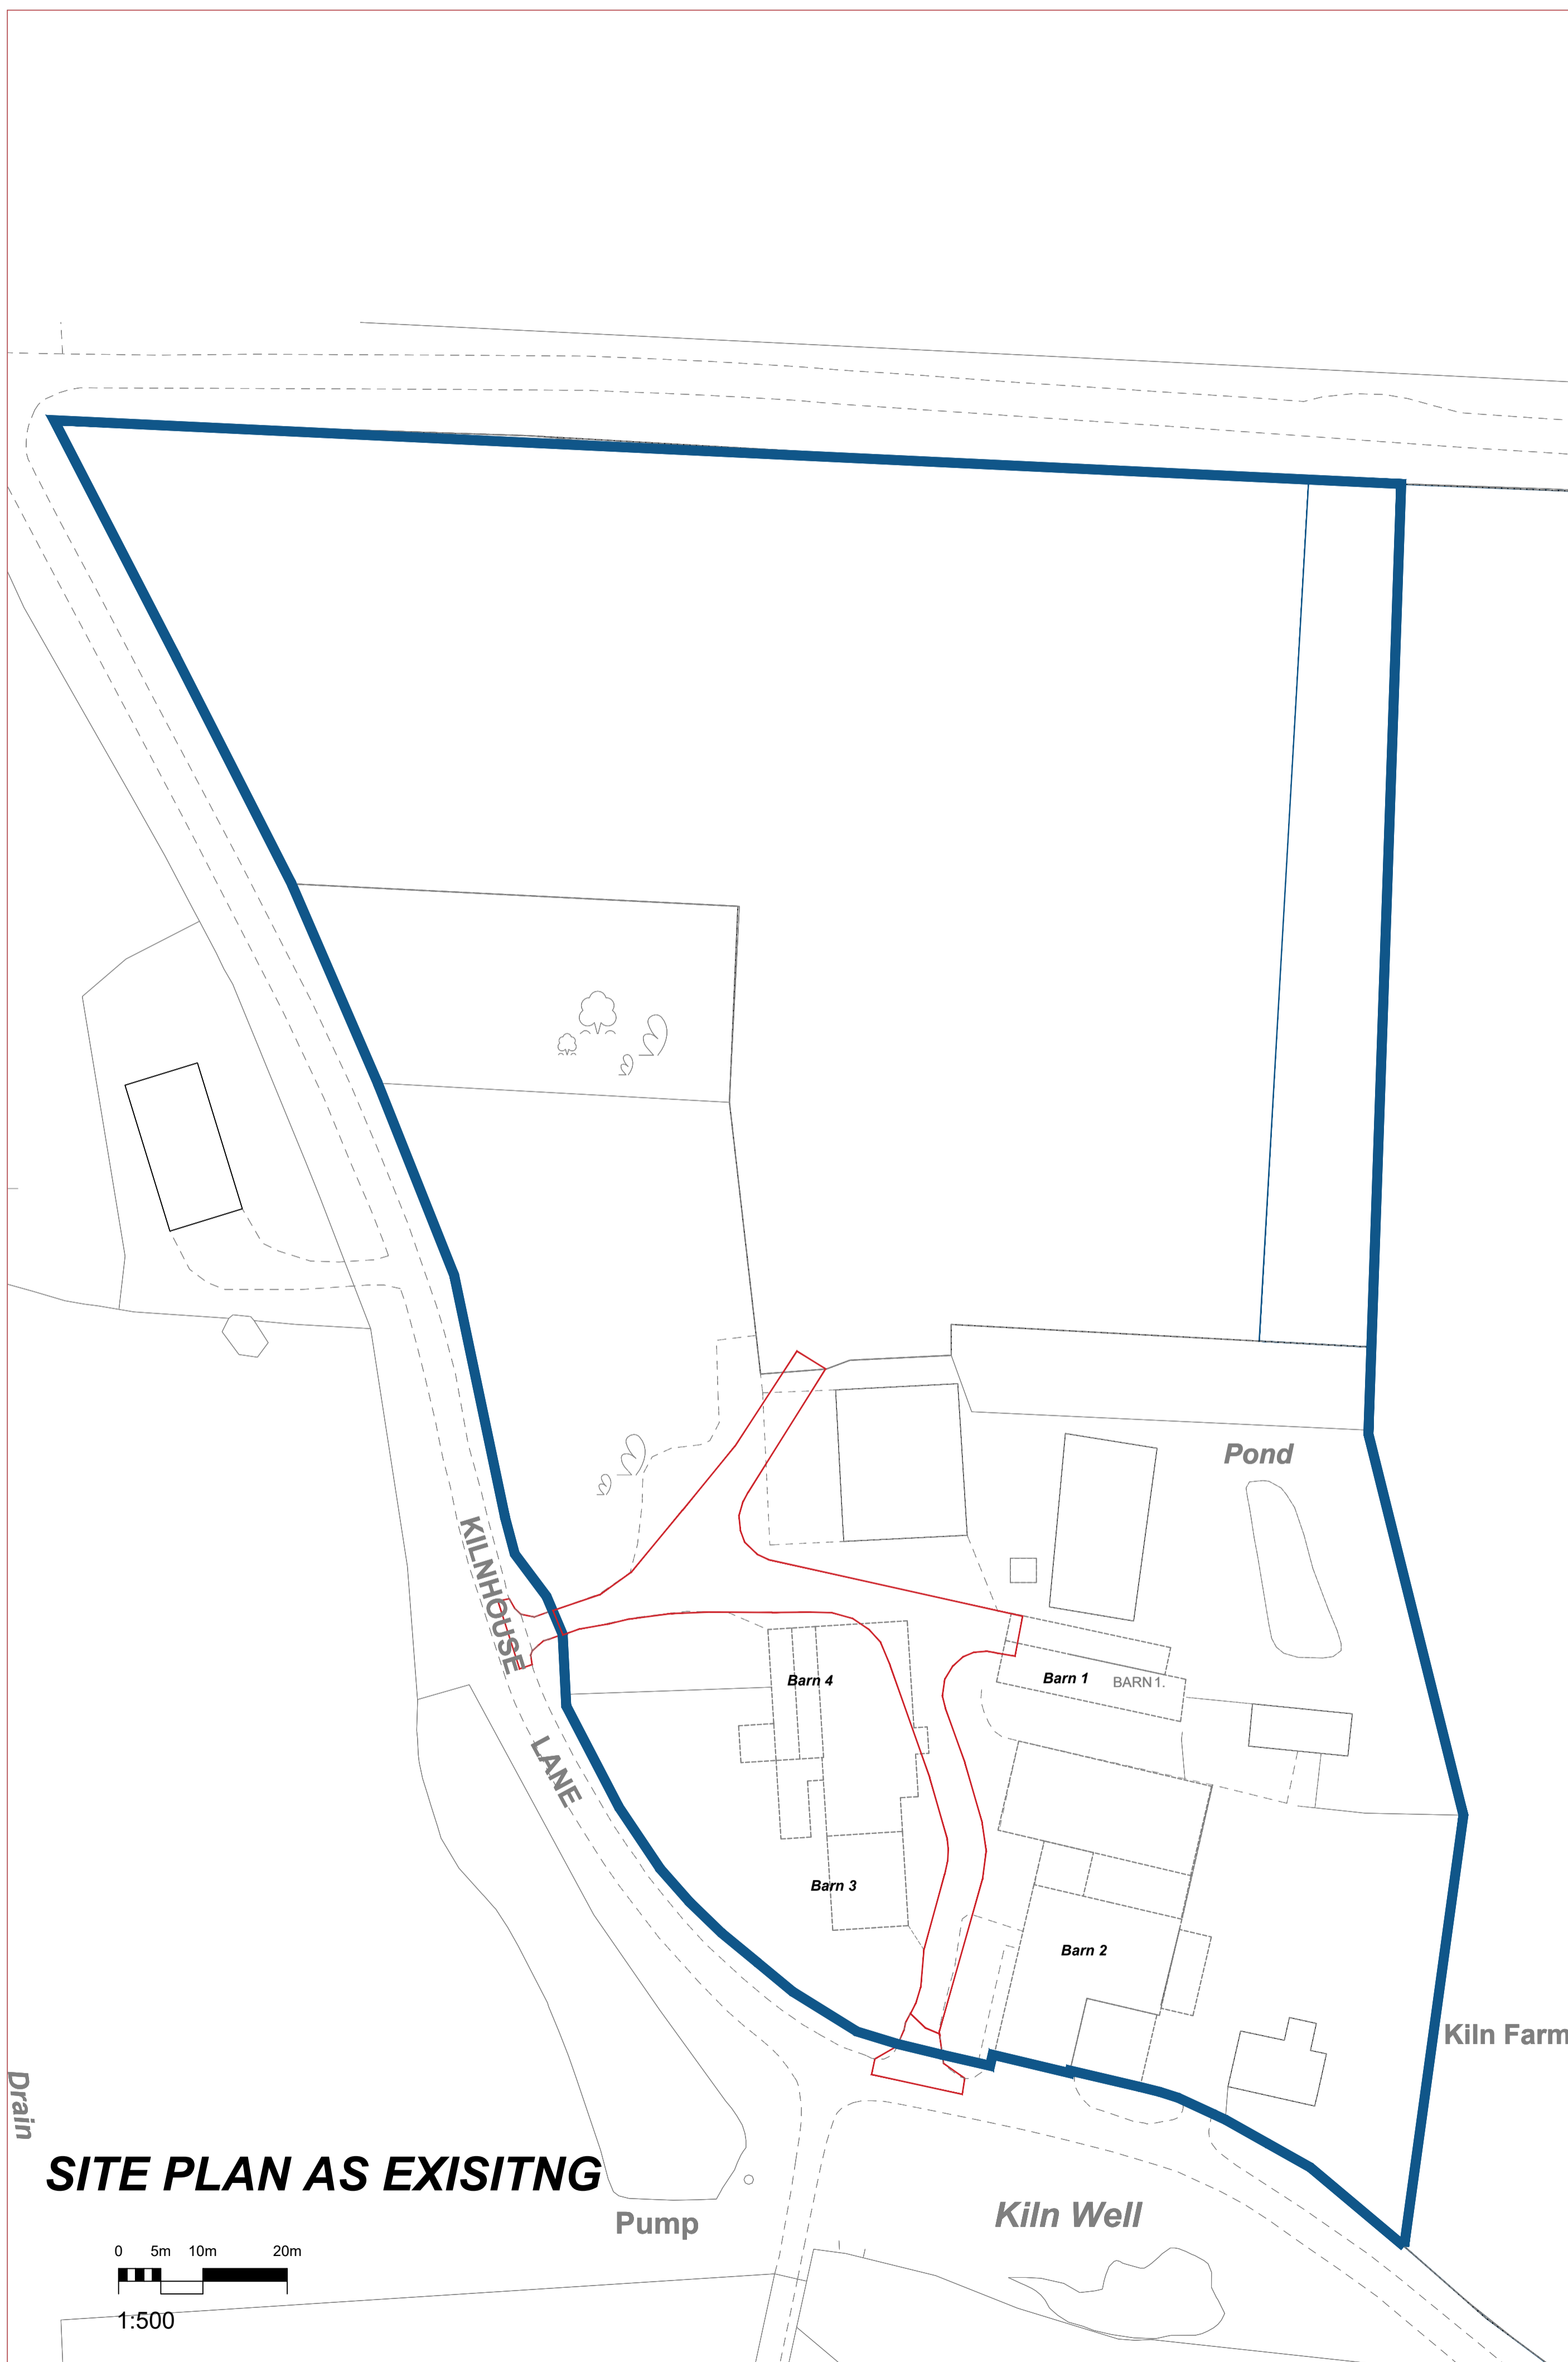 Pond
KILNHOUSE
LANE
Barn 4
Barn 1
BARN 1.
Barn 3
Barn 2
Kiln Farm
Drain
SITE PLAN AS EXISITNG
Pump
Kiln Well
0 5m 10m 20m
1:500